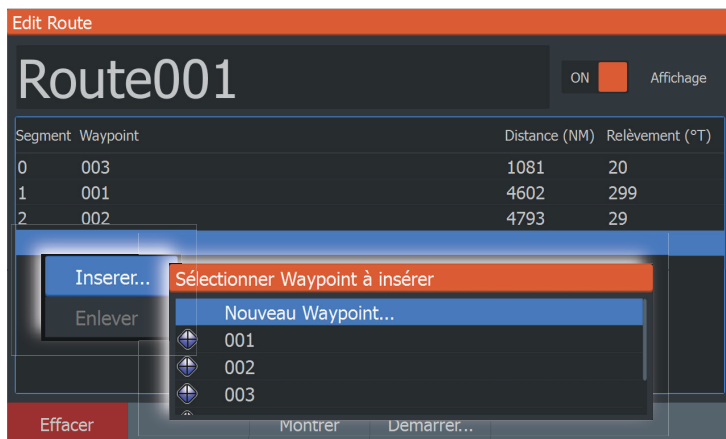 Edit Route
Route001
ON Affichage
Segment Waypoint Distance (NM) Relèvement (°T)
0 003 1081 20
1 001 4602 299
2 002 4793 29
Inserer...
Enlever
Sélectionner Waypoint à insérer
Nouveau Waypoint...
001
002
003
Effacer Montrer Demarrer...